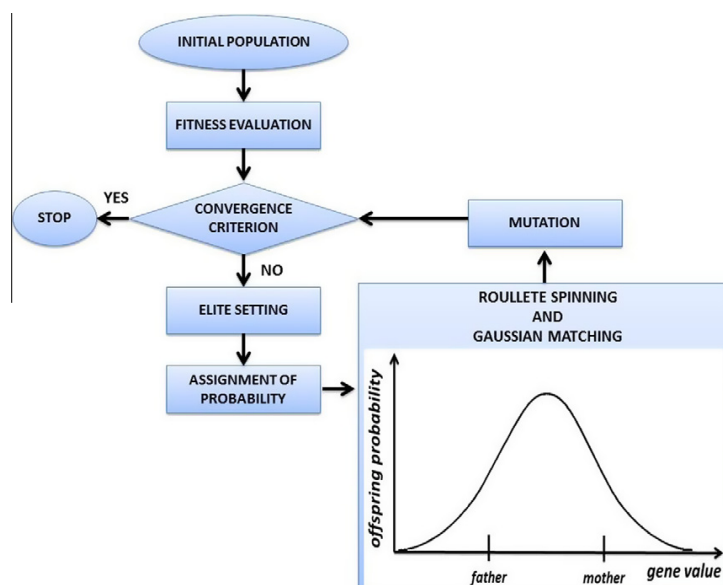 INITIAL POPULATION
FITNESS EVALUATION
YES
STOP
CONVERGENCE
CRITERION
MUTATION
NO
ELITE SETTING
ROULLETE SPINNING
AND
GAUSSIAN MATCHING
ASSIGNMENT OF
PROBABILITY
offspring probability
father
mother
gene value